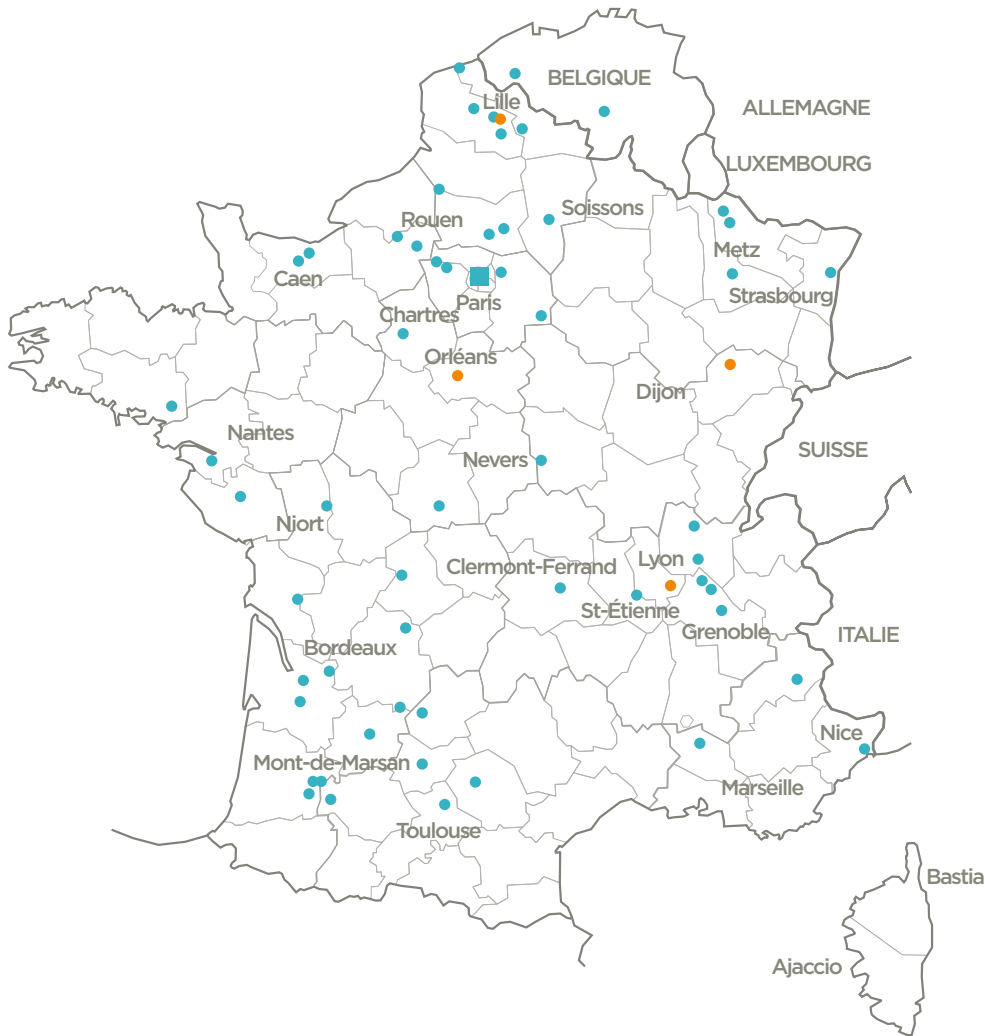 BELGIQUE
Lille
ALLEMAGNE
LUXEMBOURG
Soissons
Rouen
Metz
Caen
Strasbourg
Paris
Chartres
Orléans
Dijon
Nantes
Nevers
SUISSE
Niort
Lyon
Clermont-Ferrand
St-Étienne
Grenoble
ITALIE
Bordeaux
Nice
Mont-de-Marsan
Marseille
Toulouse
Bastia
Ajaccio